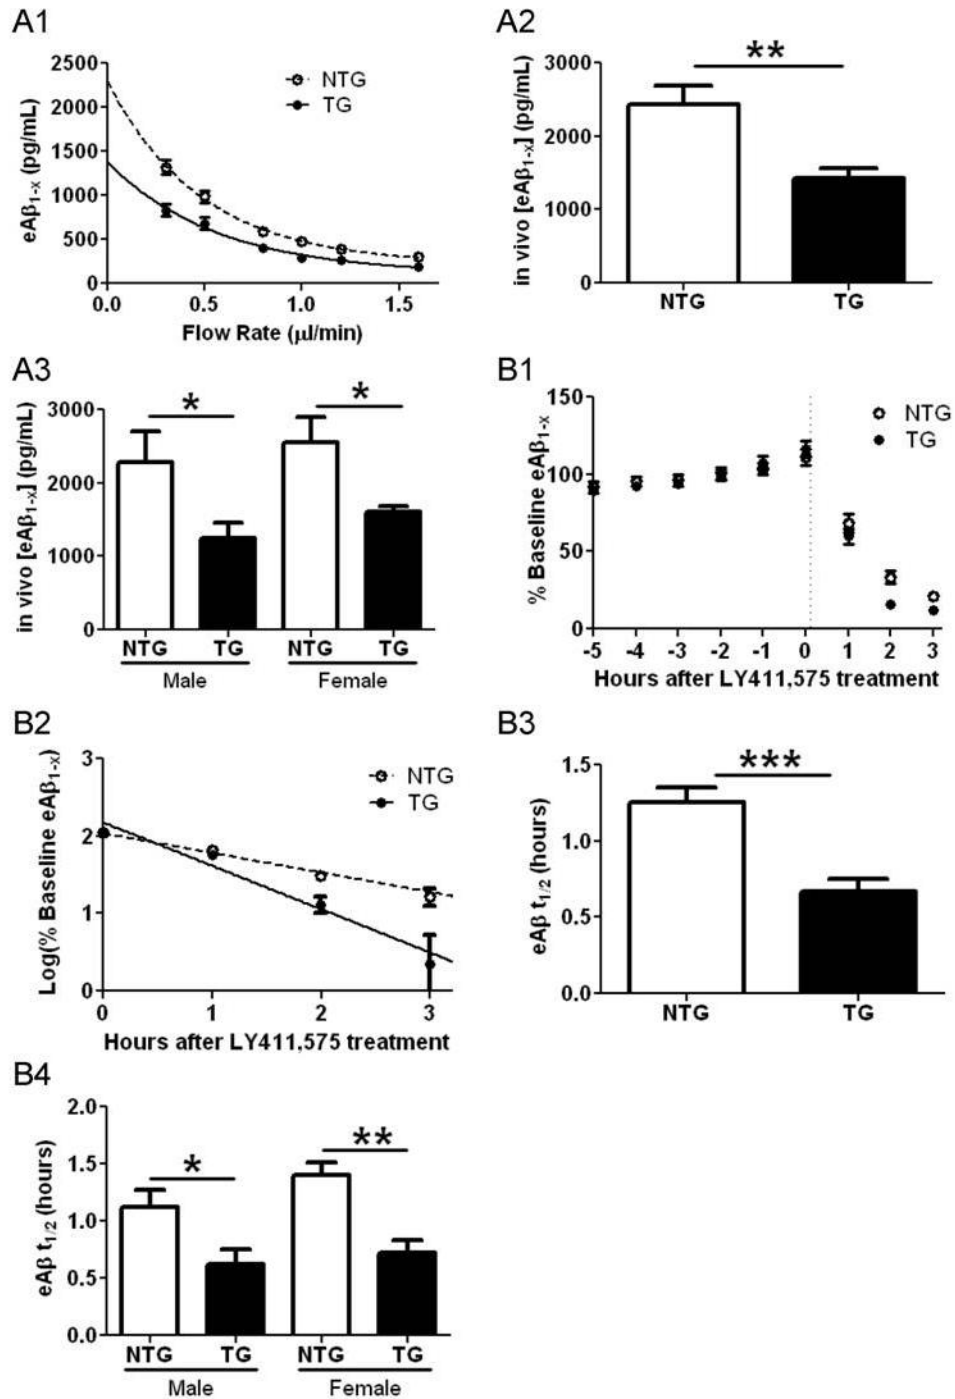 A1
2500
2000
1500
1000
500
0
eAβ1-x (pg/mL)
NTG
TG
0.0 0.5 1.0 1.5
Flow Rate (μl/min)
A2
**
3000
2000
1000
0
in vivo [eAβ1-x] (pg/mL)
NTG TG
A3
* *
3000
2000
1000
0
in vivo [eAβ1-x] (pg/mL)
NTG TG NTG TG
Male Female
B1
150
100
50
0
% Baseline eAβ1-x
NTG
TG
-5 -4 -3 -2 -1 0 1 2 3
Hours after LY411,575 treatment
B2
3
2
1
0
Log(% Baseline eAβ1-x)
NTG
TG
0 1 2 3
Hours after LY411,575 treatment
B3
***
1.5
1.0
0.5
0.0
eAβ t1/2 (hours)
NTG TG
B4
* **
2.0
1.5
1.0
0.5
0.0
eAβ t1/2 (hours)
NTG TG NTG TG
Male Female